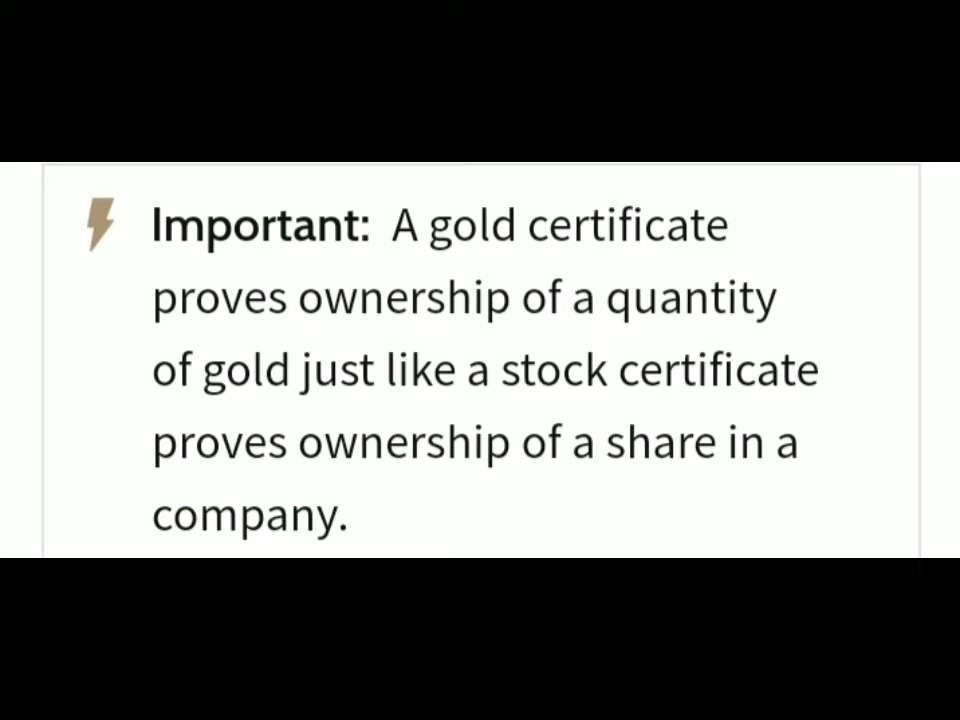 Important: A gold certificate
proves ownership of a quantity
of gold just like a stock certificate
proves ownership of a share in a
company.